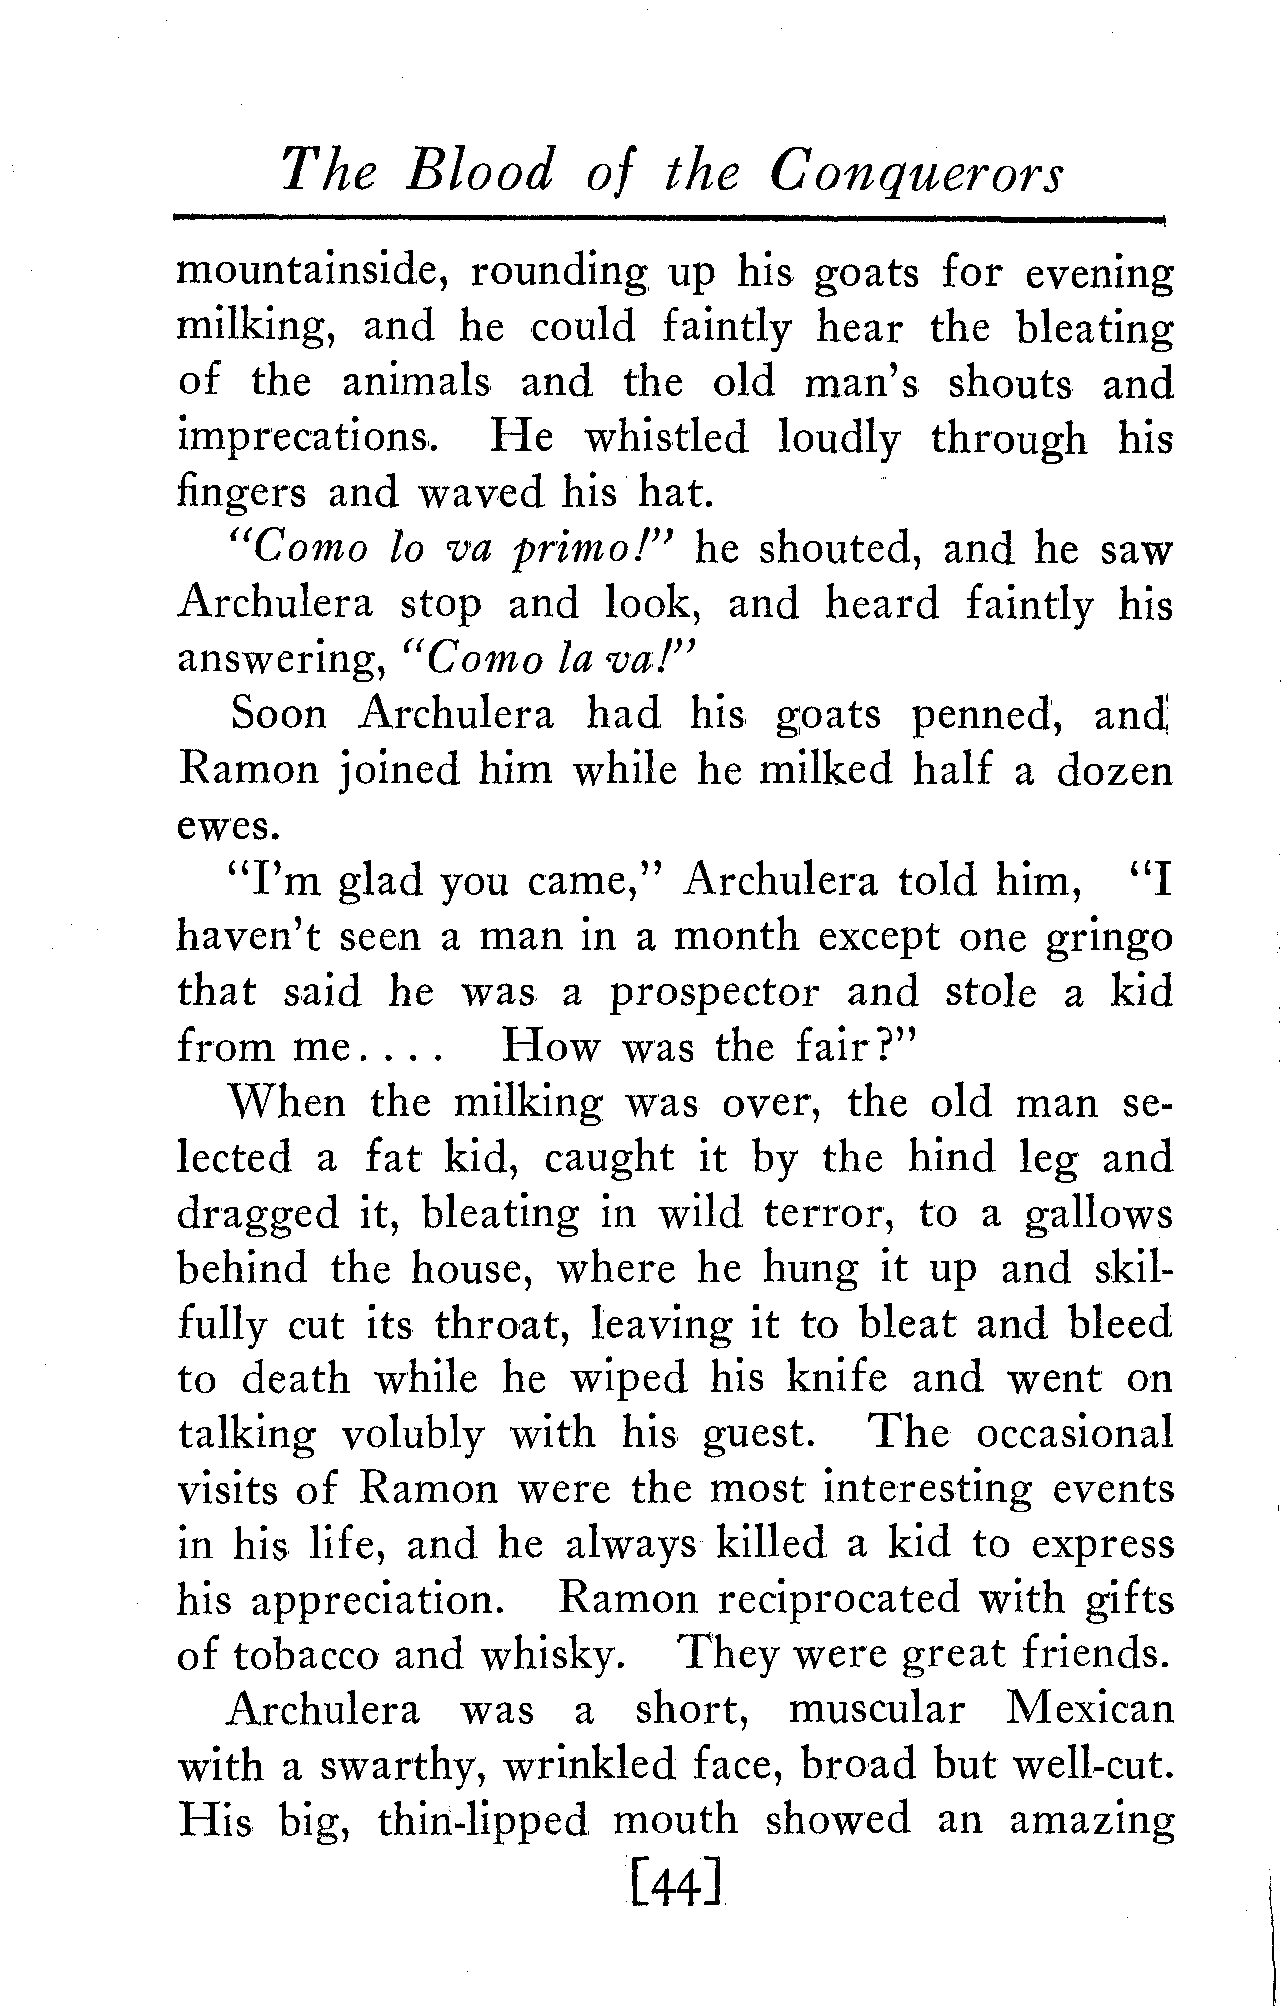 The Blood of the Conquerors
mountainside, rounding up his goats for evening
milking, and he could faintly hear the bleating
of the animals and the old man's shouts and
imprecations. He whistled loudly through his
fingers and waved his hat.
"Como lo va primo!" he shouted, and he saw
Archulera stop and look, and heard faintly his
answering, "Como la va!"
Soon Archulera had his goats penned, and
Ramon joined him while he milked half a dozen
ewes.
"I'm glad you came," Archulera told him, "I
haven't seen a man in a month except one gringo
that said he was a prospector and stole a kid
from me.... How was the fair?"
When the milking was over, the old man se-
lected a fat kid, caught it by the hind leg and
dragged it, bleating in wild terror, to a gallows
behind the house, where he hung it up and skil-
fully cut its throat, leaving it to bleat and bleed
to death while he wiped his knife and went on
talking volubly with his guest. The occasional
visits of Ramon were the most interesting events
in his life, and he always killed a kid to express
his appreciation. Ramon reciprocated with gifts
of tobacco and whisky. They were great friends.
Archulera was a short, muscular Mexican
with a swarthy, wrinkled face, broad but well-cut.
His big, thin-lipped mouth showed an amazing
[44]